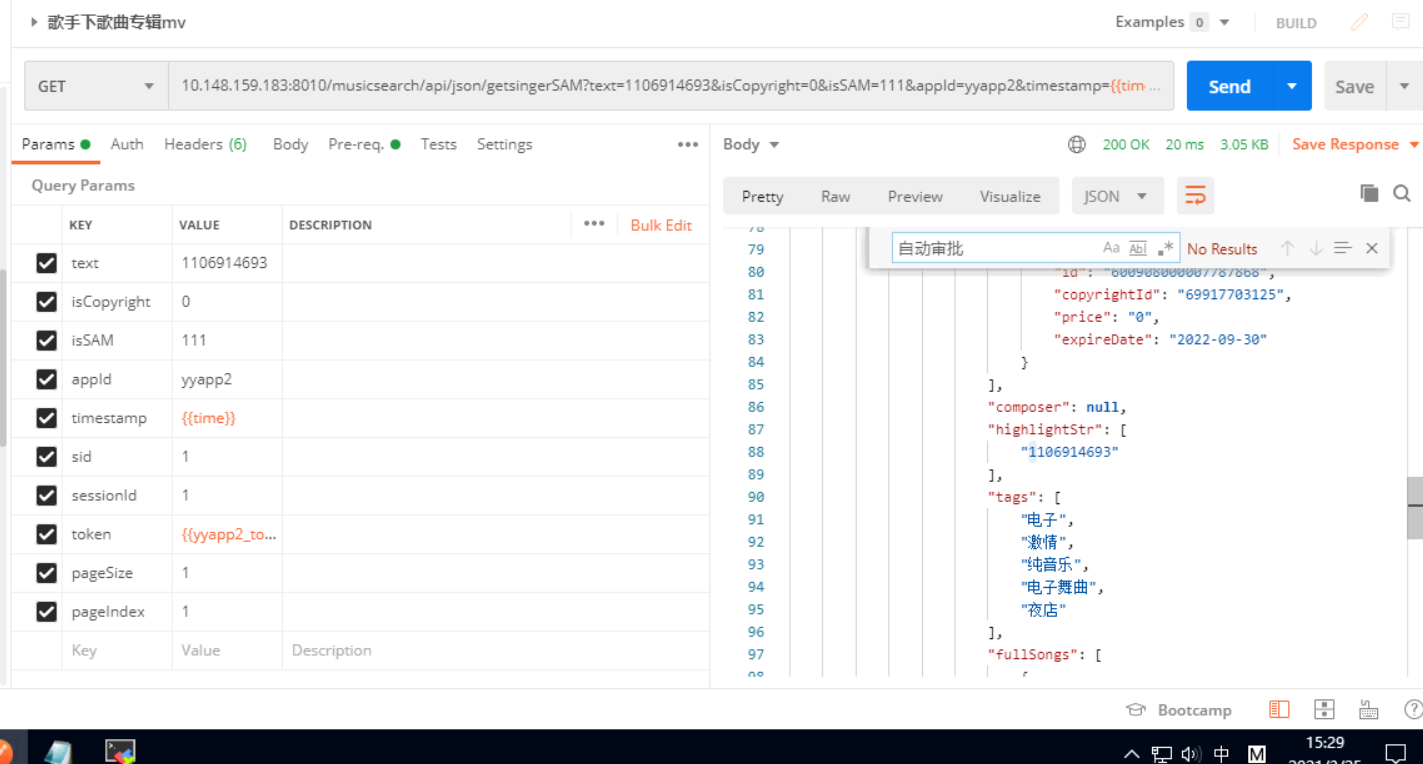 歌手下歌曲专辑mv
Examples 0
BUILD
GET
10.148.159.183:8010/musicsearch/api/json/getsingerSAM?text=1106914693&isCopyright=0&isSAM=111&appId=yyapp2&timestamp={{tim ...
Send
Save
Params
Auth
Headers (6)
Body
Pre-req.
Tests
Settings
Query Params
KEY VALUE DESCRIPTION
Bulk Edit
text 1106914693
isCopyright 0
isSAM 111
appId yyapp2
timestamp {{time}}
sid 1
sessionId 1
token {{yyapp2_to...
pageSize 1
pageIndex 1
Key Value Description
Body
200 OK 20 ms 3.05 KB
Save Response
Pretty Raw Preview Visualize JSON
自动审批 Aa Abl .* No Results
78
79
80 "id": "600908000007787868",
81 "copyrightId": "69917703125",
82 "price": "0",
83 "expireDate": "2022-09-30"
84 }
85 ],
86 "composer": null,
87 "highlightStr": [
88 "1106914693"
89 ],
90 "tags": [
91 "电子",
92 "激情",
93 "纯音乐",
94 "电子舞曲",
95 "夜店"
96 ],
97 "fullSongs": [
98 {
Bootcamp
中 M
15:29